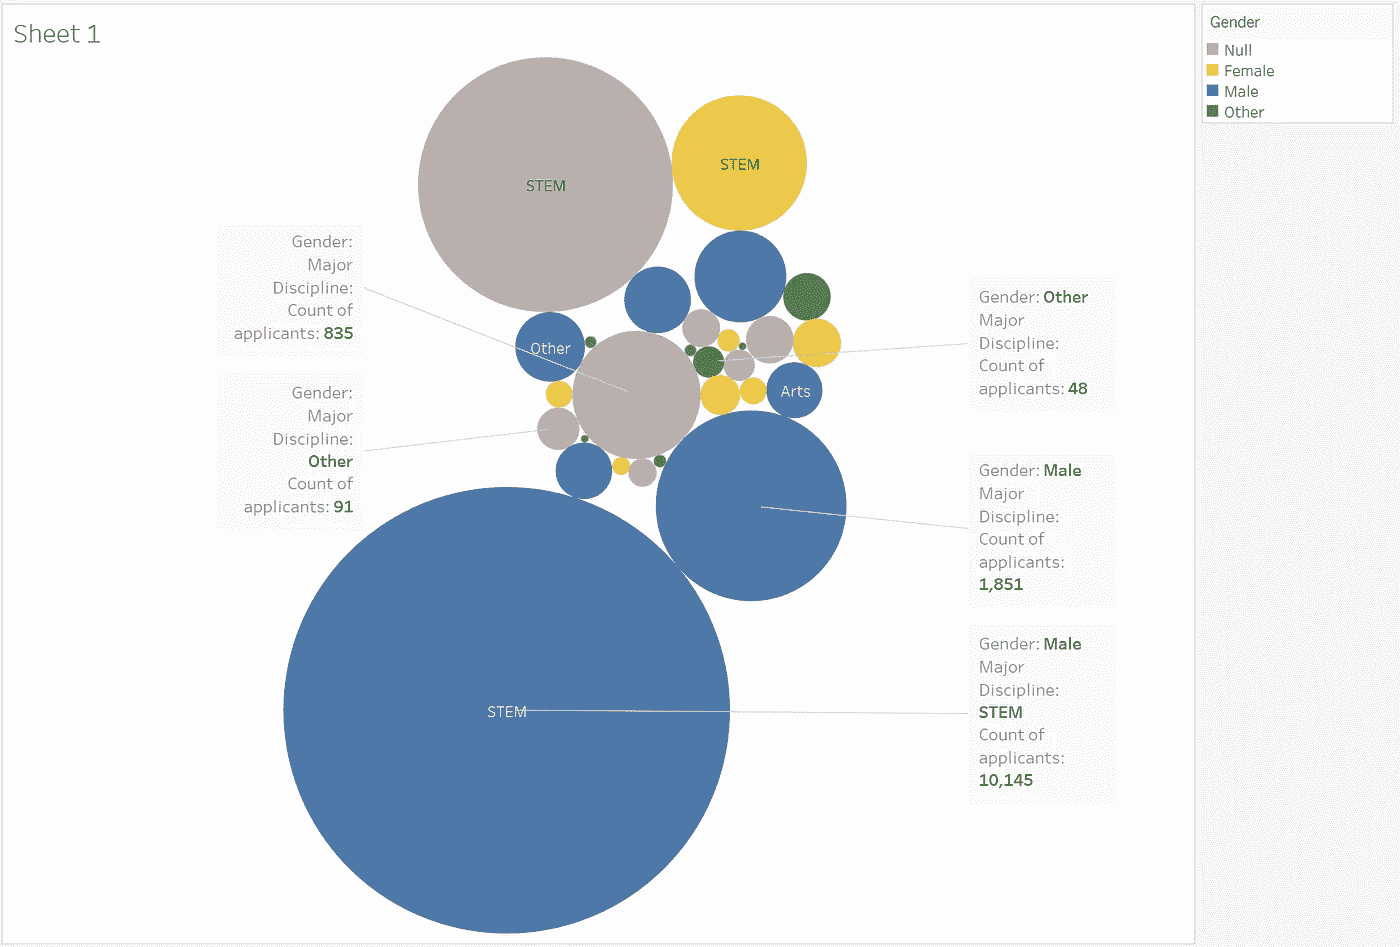 Sheet 1
Gender
Null
Female
Male
Other
STEM
STEM
Gender:
Major
Discipline:
Count of
applicants: 835
Other
Arts
Gender: Other
Major
Discipline:
Count of
applicants: 48
Gender:
Major
Discipline:
Other
Count of
applicants: 91
Gender: Male
Major
Discipline:
Count of
applicants:
1,851
STEM
Gender: Male
Major
Discipline:
STEM
Count of
applicants:
10,145